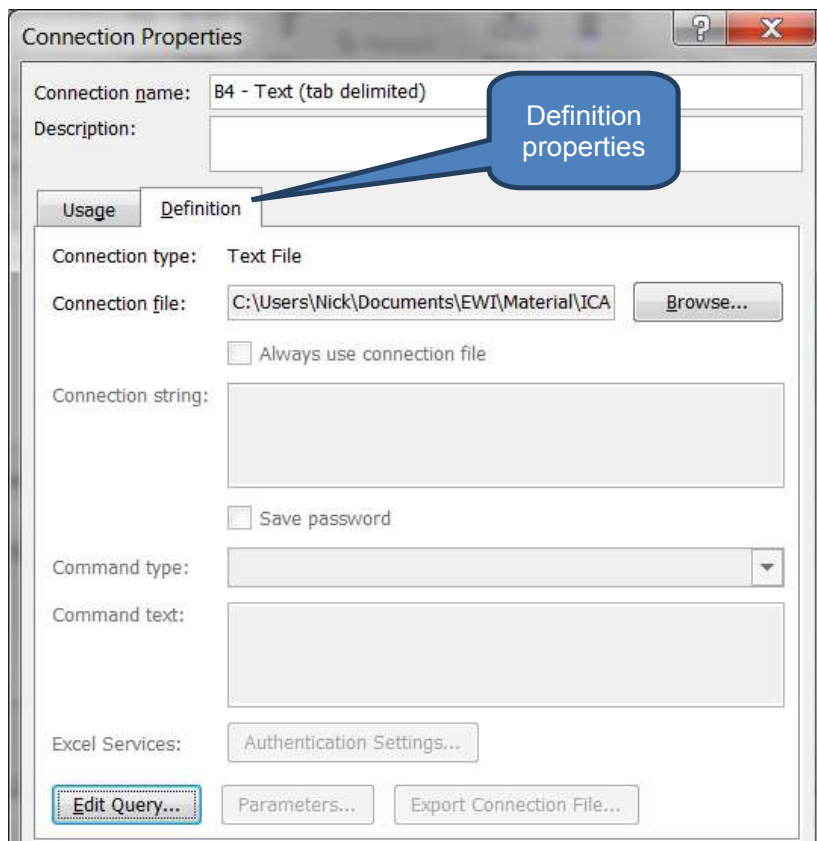 Connection Properties
Connection name: B4 - Text (tab delimited)
Description:
Definition
properties
Usage Definition
Connection type: Text File
Connection file: C:\Users\Nick\Documents\EWI\Material\ICA Browse...
Always use connection file
Connection string:
Save password
Command type:
Command text:
Excel Services: Authentication Settings...
Edit Query... Parameters... Export Connection File...